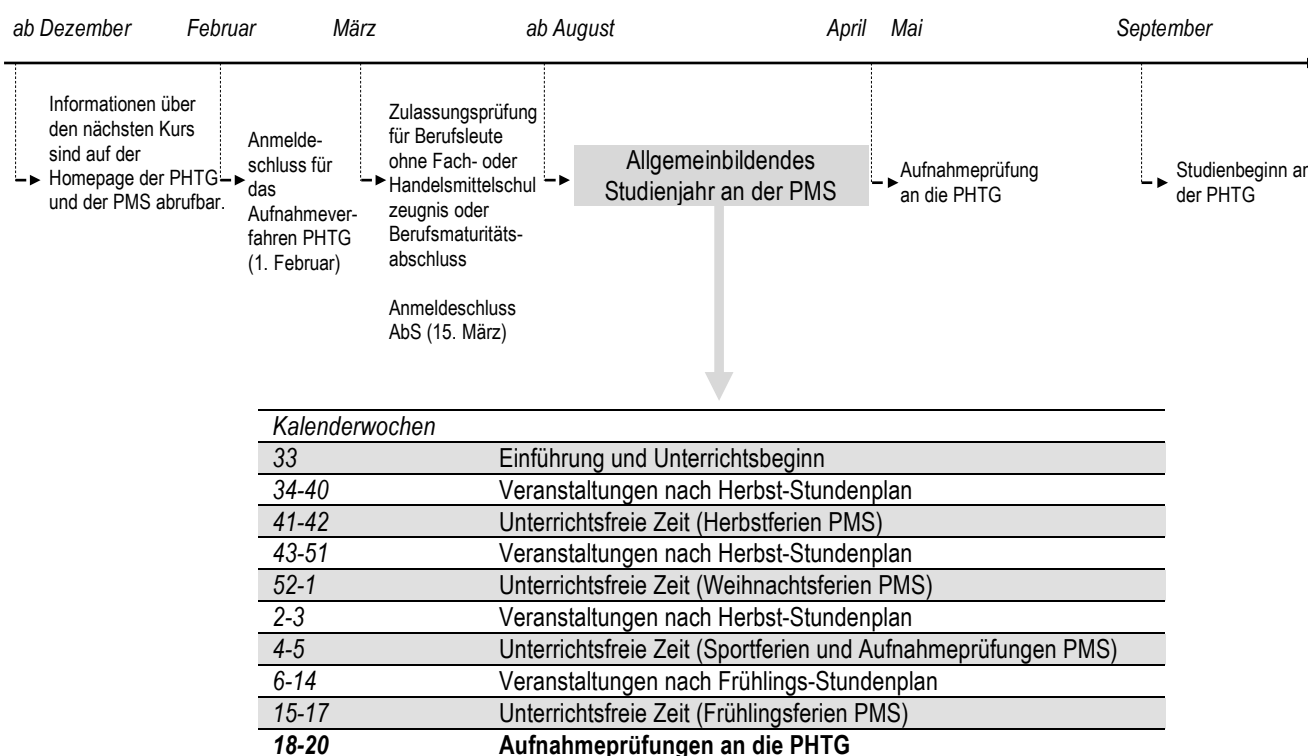 ab Dezember Februar März ab August April Mai September
Informationen über
den nächsten Kurs
sind auf der
Homepage der PHTG
und der PMS abrufbar.
Anmelde-
schluss für
das
Aufnahmever-
fahren PHTG
(1. Februar)
Zulassungsprüfung
für Berufsleute
ohne Fach- oder
Handelsmittelschul
zeugnis oder
Berufsmaturitäts-
abschluss
Anmeldeschluss
AbS (15. März)
Allgemeinbildendes
Studienjahr an der PMS
Aufnahmeprüfung
an die PHTG
Studienbeginn an
der PHTG
Kalenderwochen
33 Einführung und Unterrichtsbeginn
34-40 Veranstaltungen nach Herbst-Stundenplan
41-42 Unterrichtsfreie Zeit (Herbstferien PMS)
43-51 Veranstaltungen nach Herbst-Stundenplan
52-1 Unterrichtsfreie Zeit (Weihnachtsferien PMS)
2-3 Veranstaltungen nach Herbst-Stundenplan
4-5 Unterrichtsfreie Zeit (Sportferien und Aufnahmeprüfungen PMS)
6-14 Veranstaltungen nach Frühlings-Stundenplan
15-17 Unterrichtsfreie Zeit (Frühlingsferien PMS)
18-20 Aufnahmeprüfungen an die PHTG